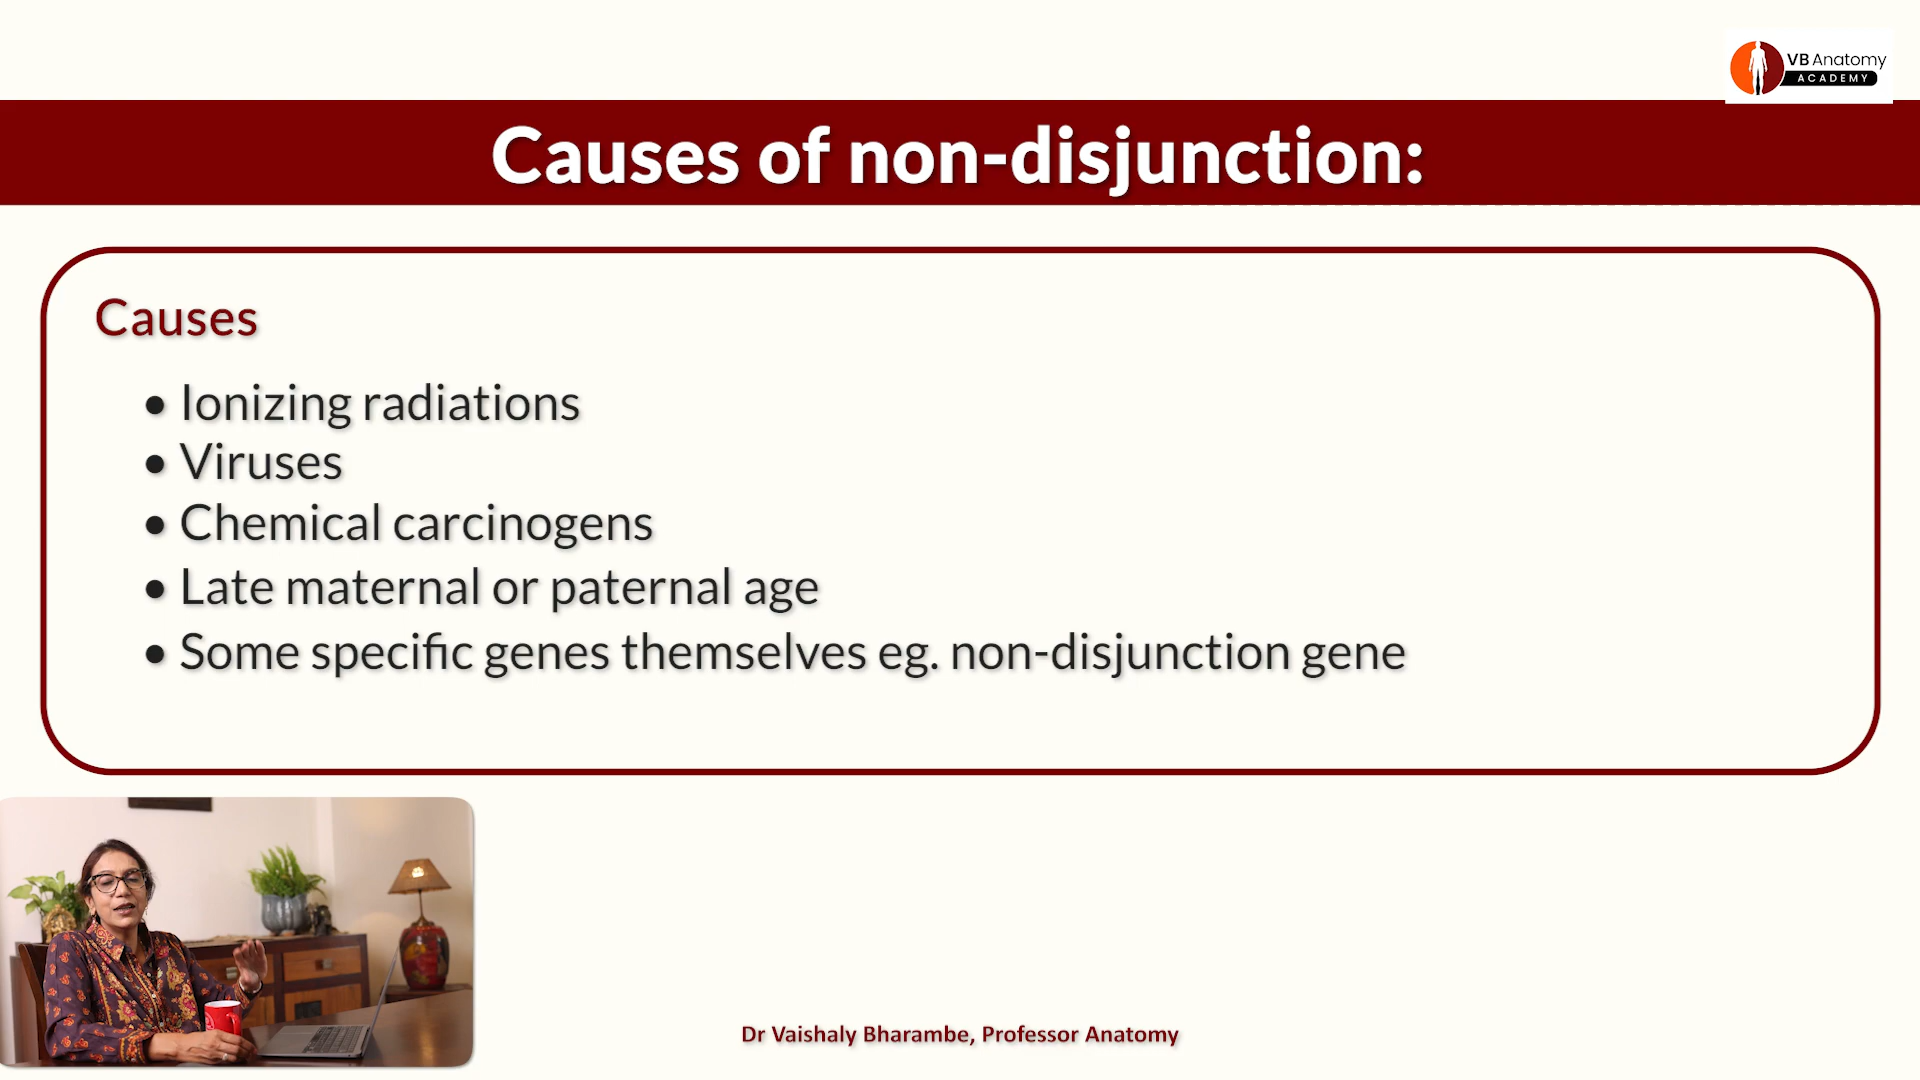 VB Anatomy
ACADEMY
Causes of non-disjunction:
Causes
• Ionizing radiations
• Viruses
• Chemical carcinogens
• Late maternal or paternal age
• Some specific genes themselves eg. non-disjunction gene
Dr Vaishaly Bharambe, Professor Anatomy